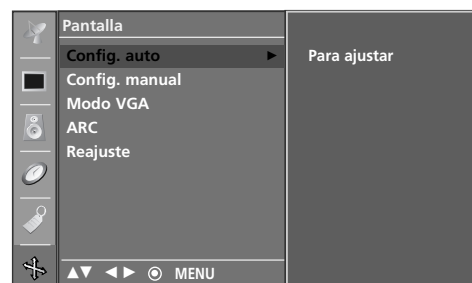 Pantalla
Config. auto ▶
Para ajustar
Config. manual
Modo VGA
ARC
Reajuste
▲▼ ◀▶ ◉ MENU